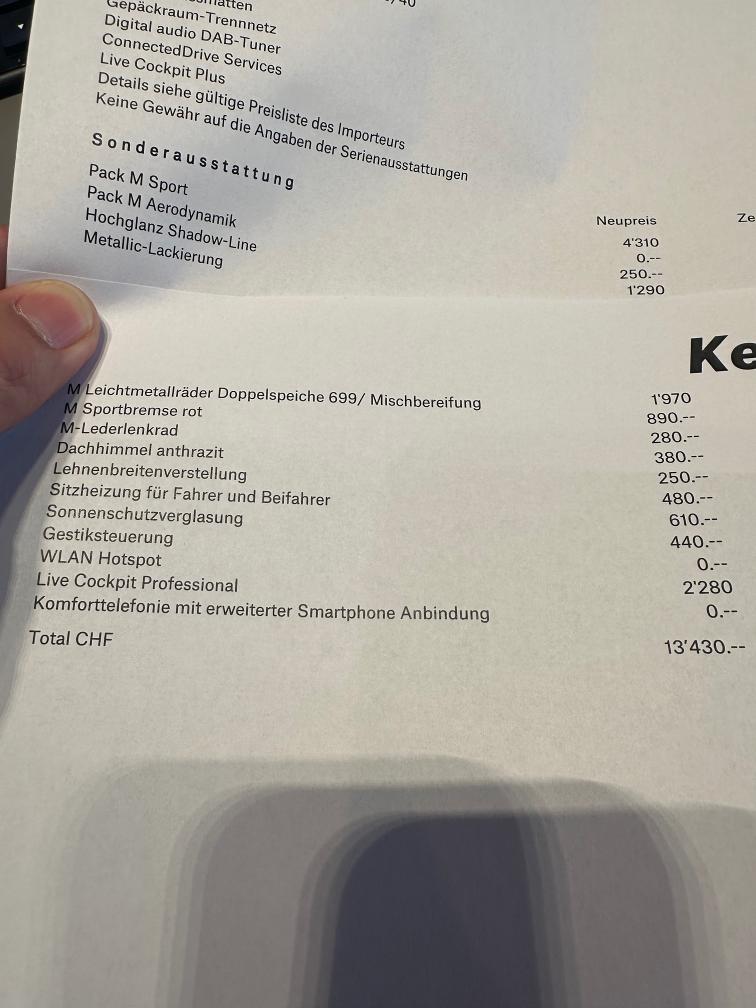 Gepäckraum-Trennnetz
Digital audio DAB-Tuner
ConnectedDrive Services
Live Cockpit Plus
Details siehe gültige Preisliste des Importeurs
Keine Gewähr auf die Angaben der Serienausstattungen
Sonderausstattung
Neupreis
Pack M Sport 4'310
Pack M Aerodynamik 0.--
Hochglanz Shadow-Line 250.--
Metallic-Lackierung 1'290
M Leichtmetallräder Doppelspeiche 699/ Mischbereifung 1'970
M Sportbremse rot 890.--
M-Lederlenkrad 280.--
Dachhimmel anthrazit 380.--
Lehnenbreitenverstellung 250.--
Sitzheizung für Fahrer und Beifahrer 480.--
Sonnenschutzverglasung 610.--
Gestiksteuerung 440.--
WLAN Hotspot 0.--
Live Cockpit Professional 2'280
Komforttelefonie mit erweiterter Smartphone Anbindung 0.--
Total CHF 13'430.--